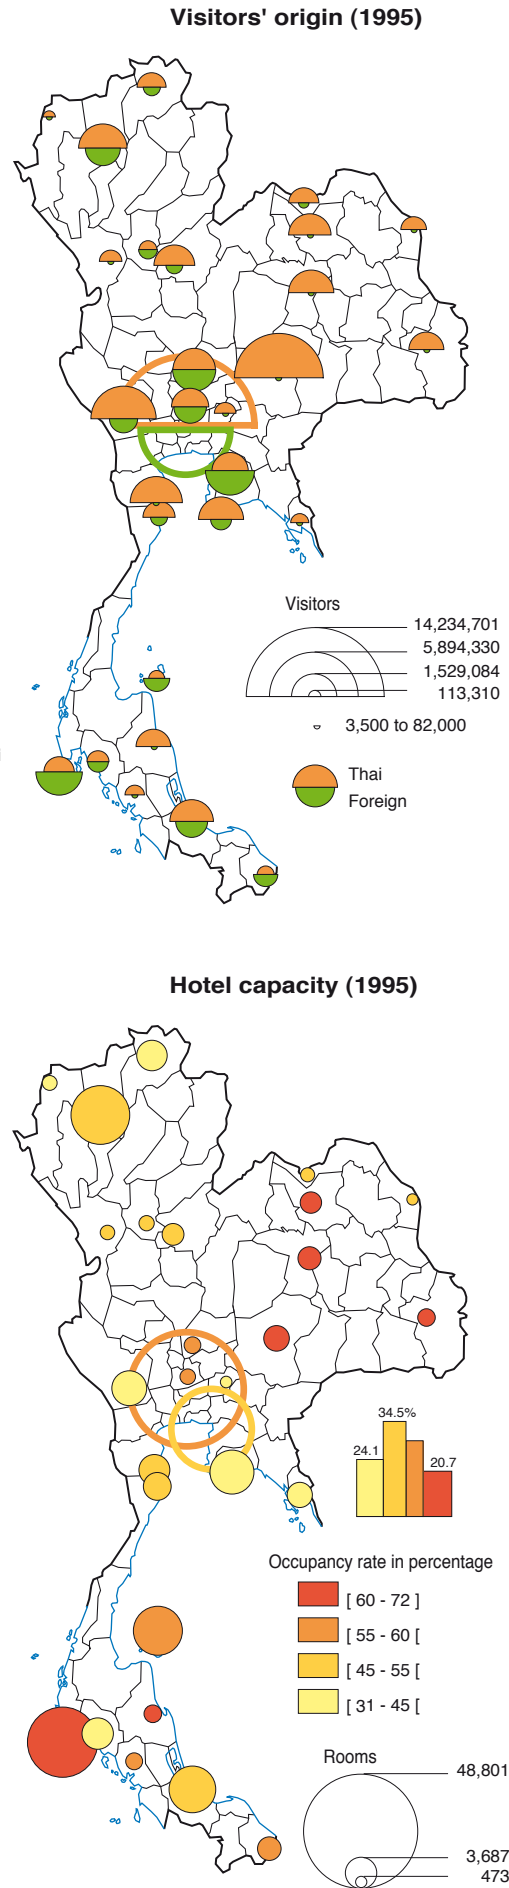 Visitors' origin (1995)
Visitors
14,234,701
5,894,330
1,529,084
113,310
3,500 to 82,000
Thai
Foreign
Hotel capacity (1995)
34.5%
24.1
20.7
Occupancy rate in percentage
[ 60 - 72 ]
[ 55 - 60 [
[ 45 - 55 [
[ 31 - 45 [
Rooms
48,801
3,687
473